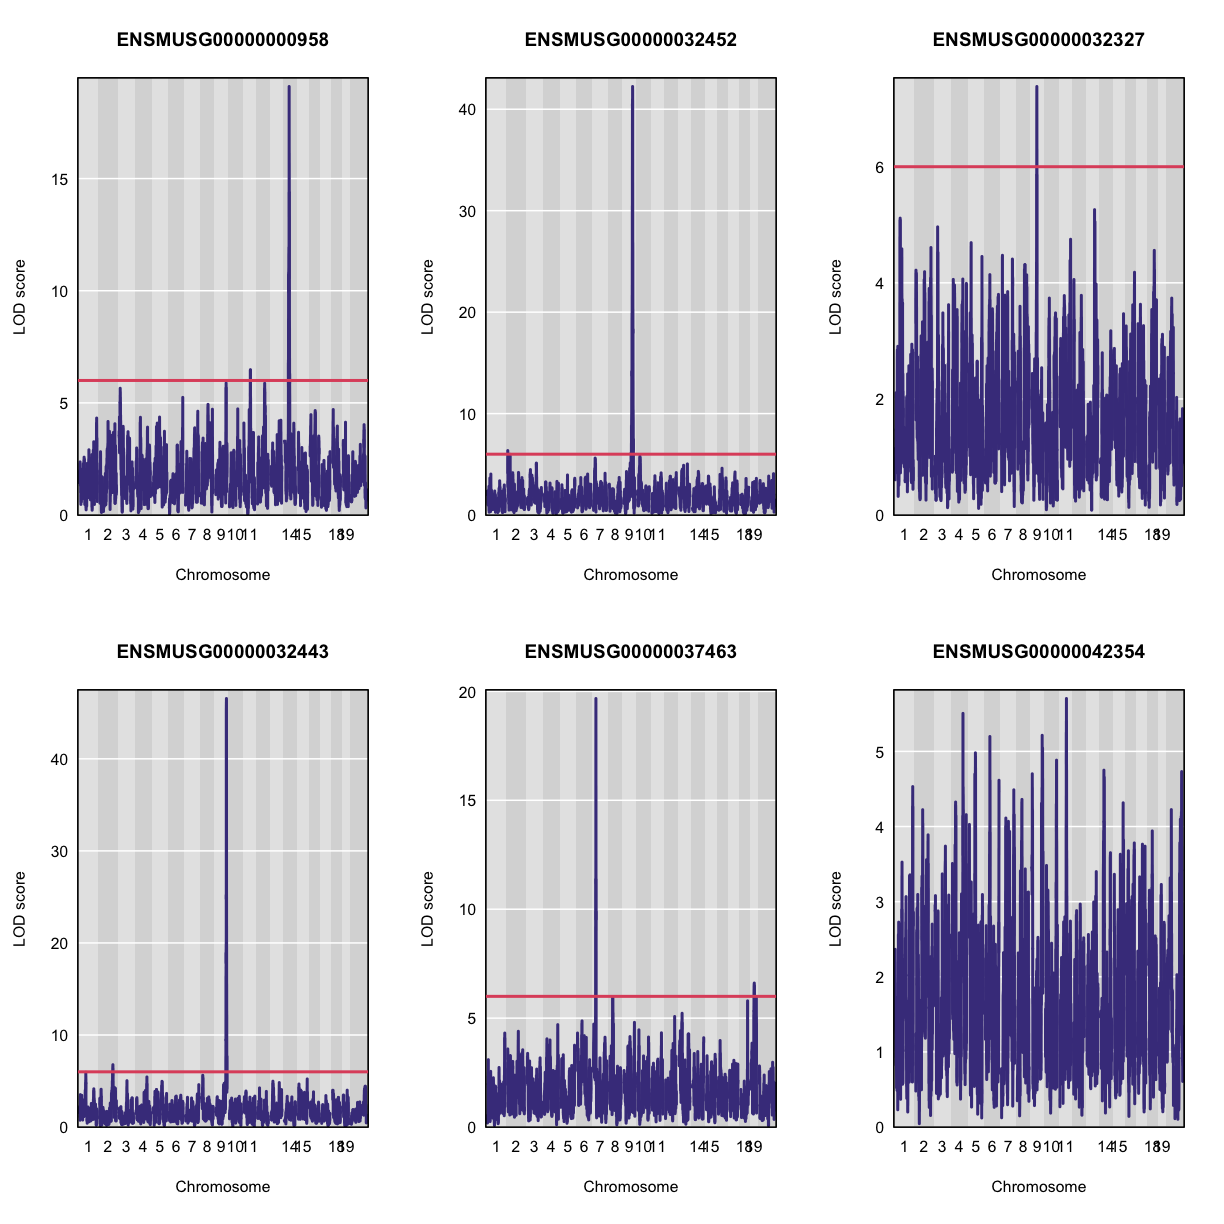 ENSMUSG00000000958
LOD score
15
10
5
0
1 2 3 4 5 6 7 8 9 10 11 14 15 18 19
Chromosome
ENSMUSG00000032452
LOD score
40
30
20
10
0
1 2 3 4 5 6 7 8 9 10 11 14 15 18 19
Chromosome
ENSMUSG00000032327
LOD score
6
4
2
0
1 2 3 4 5 6 7 8 9 10 11 14 15 18 19
Chromosome
ENSMUSG00000032443
LOD score
40
30
20
10
0
1 2 3 4 5 6 7 8 9 10 11 14 15 18 19
Chromosome
ENSMUSG00000037463
LOD score
20
15
10
5
0
1 2 3 4 5 6 7 8 9 10 11 14 15 18 19
Chromosome
ENSMUSG00000042354
LOD score
5
4
3
2
1
0
1 2 3 4 5 6 7 8 9 10 11 14 15 18 19
Chromosome